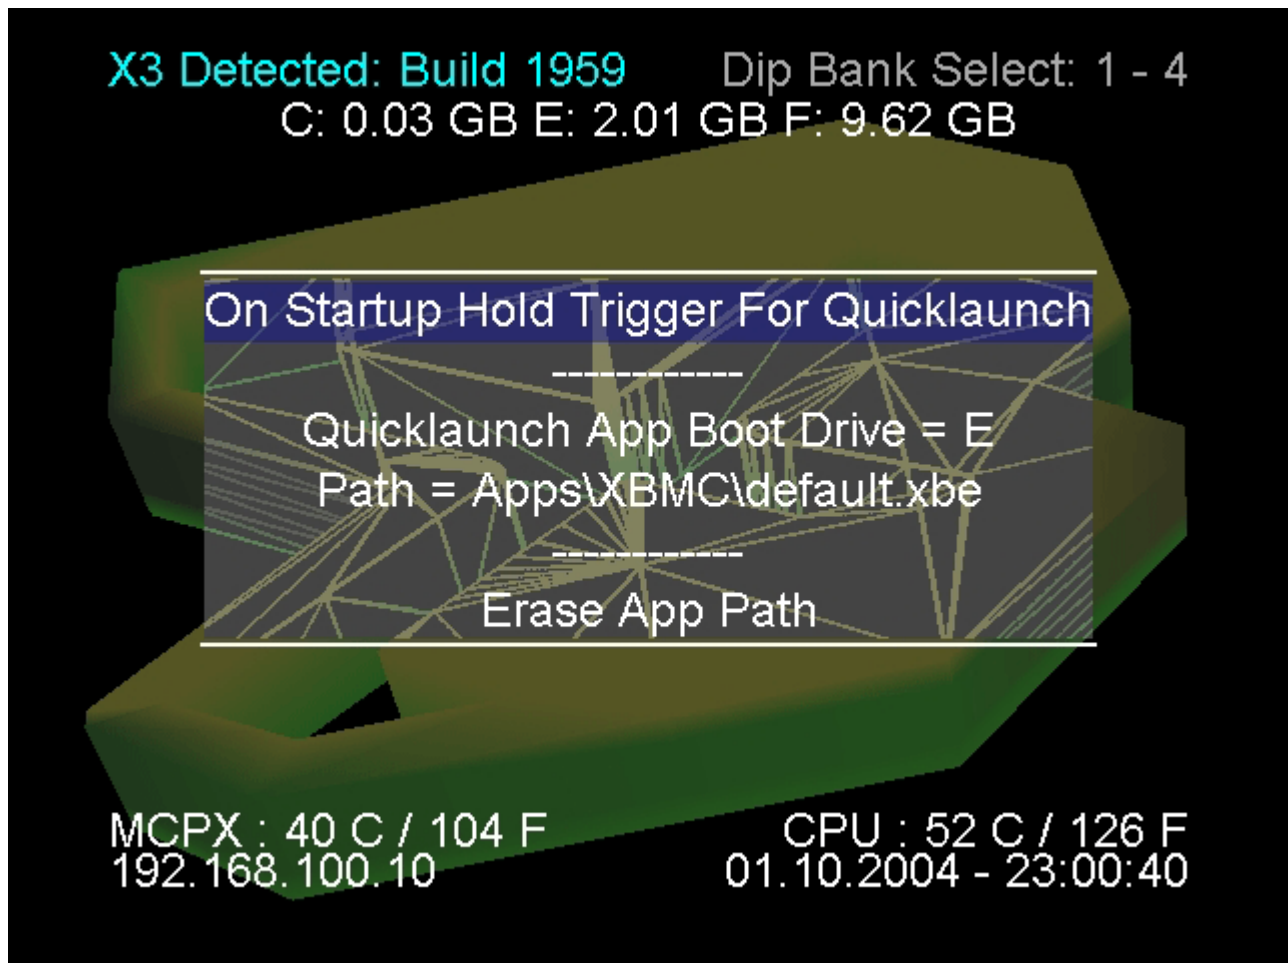 X3 Detected: Build 1959 Dip Bank Select: 1 - 4
C: 0.03 GB E: 2.01 GB F: 9.62 GB
On Startup Hold Trigger For Quicklaunch
------------
Quicklaunch App Boot Drive = E
Path = Apps\XBMC\default.xbe
------------
Erase App Path
MCPX : 40 C / 104 F CPU : 52 C / 126 F
192.168.100.10 01.10.2004 - 23:00:40